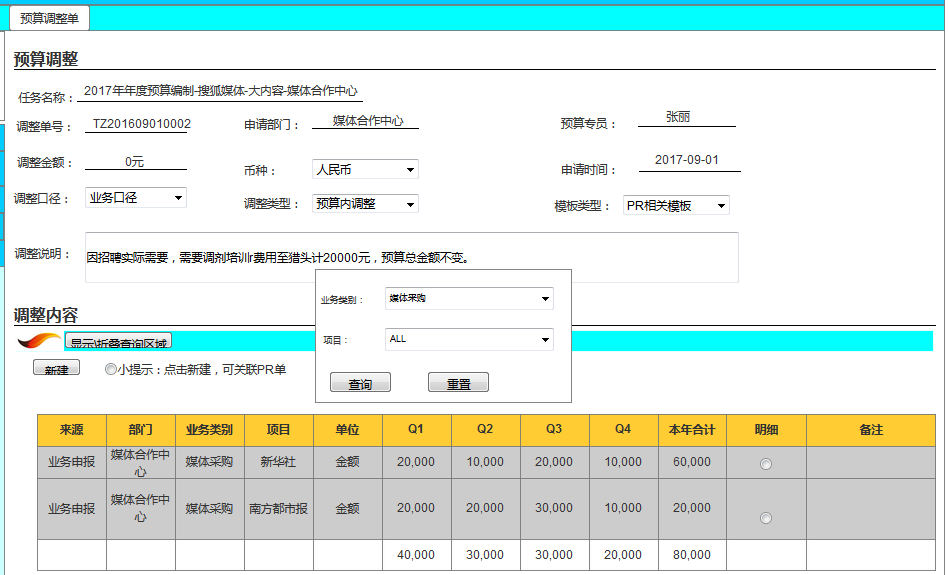 预算调整单
预算调整
任务名称： 2017年年度预算编制-搜狐媒体-大内容-媒体合作中心
调整单号： TZ201609010002 申请部门： 媒体合作中心 预算专员： 张丽
调整金额： 0元 币种： 人民币 申请时间： 2017-09-01
调整口径： 业务口径 调整类型： 预算内调整 模板类型： PR相关模板
调整说明： 因招聘实际需要，需要调剂培训r费用至猎头计20000元，预算总金额不变。
业务类别： 媒体采购
项目： ALL
查询 重置
调整内容
显示\折叠查询区域
新建 小提示：点击新建，可关联PR单
来源 部门 业务类别 项目 单位 Q1 Q2 Q3 Q4 本年合计 明细 备注
业务申报 媒体合作中心 媒体采购 新华社 金额 20,000 10,000 20,000 10,000 60,000
业务申报 媒体合作中心 媒体采购 南方都市报 金额 20,000 20,000 30,000 10,000 20,000
40,000 30,000 30,000 20,000 80,000